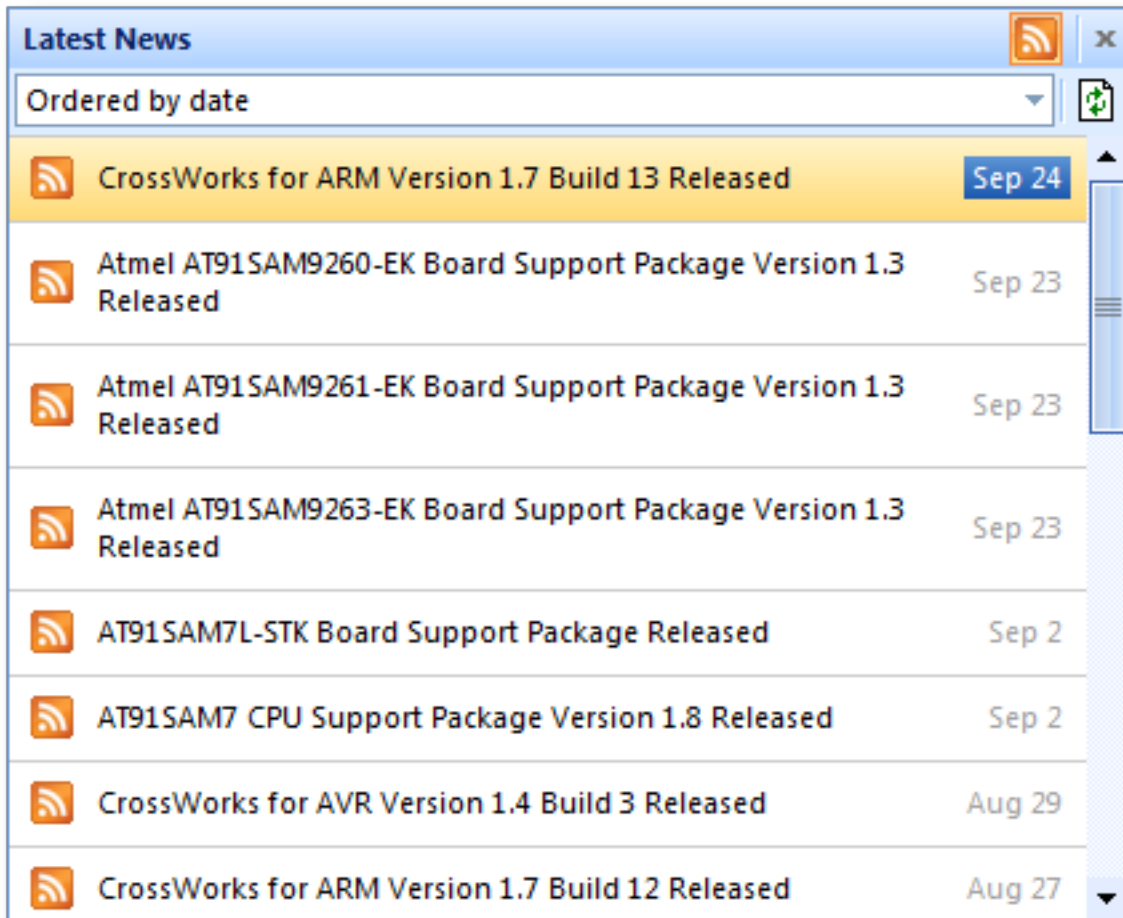 Latest News
Ordered by date
CrossWorks for ARM Version 1.7 Build 13 Released
Sep 24
Atmel AT91SAM9260-EK Board Support Package Version 1.3
Released
Sep 23
Atmel AT91SAM9261-EK Board Support Package Version 1.3
Released
Sep 23
Atmel AT91SAM9263-EK Board Support Package Version 1.3
Released
Sep 23
AT91SAM7L-STK Board Support Package Released
Sep 2
AT91SAM7 CPU Support Package Version 1.8 Released
Sep 2
CrossWorks for AVR Version 1.4 Build 3 Released
Aug 29
CrossWorks for ARM Version 1.7 Build 12 Released
Aug 27